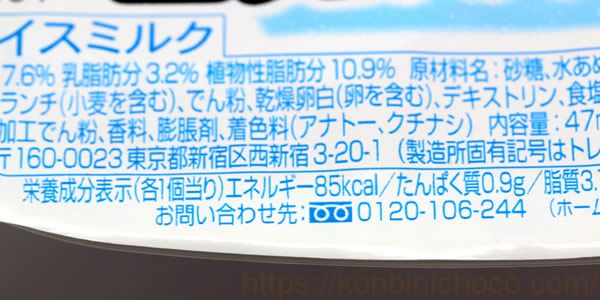 イスミルク
7.6% 乳脂肪分3.2% 植物性脂肪分10.9% 原材料名:砂糖、水あめ
ランチ(小麦を含む)、でん粉、乾燥卵白(卵を含む)、デキストリン、食塩
加工でん粉、香料、膨脹剤、着色料(アナトー、クチナシ) 内容量:47m
〒160-0023 東京都新宿区西新宿3-20-1 (製造所固有記号はトレ
栄養成分表示(各1個当り)エネルギー85kcal/たんぱく質0.9g/脂質3.
お問い合わせ先: 0120-106-244 (ホーム
https://konbinichoco.com/